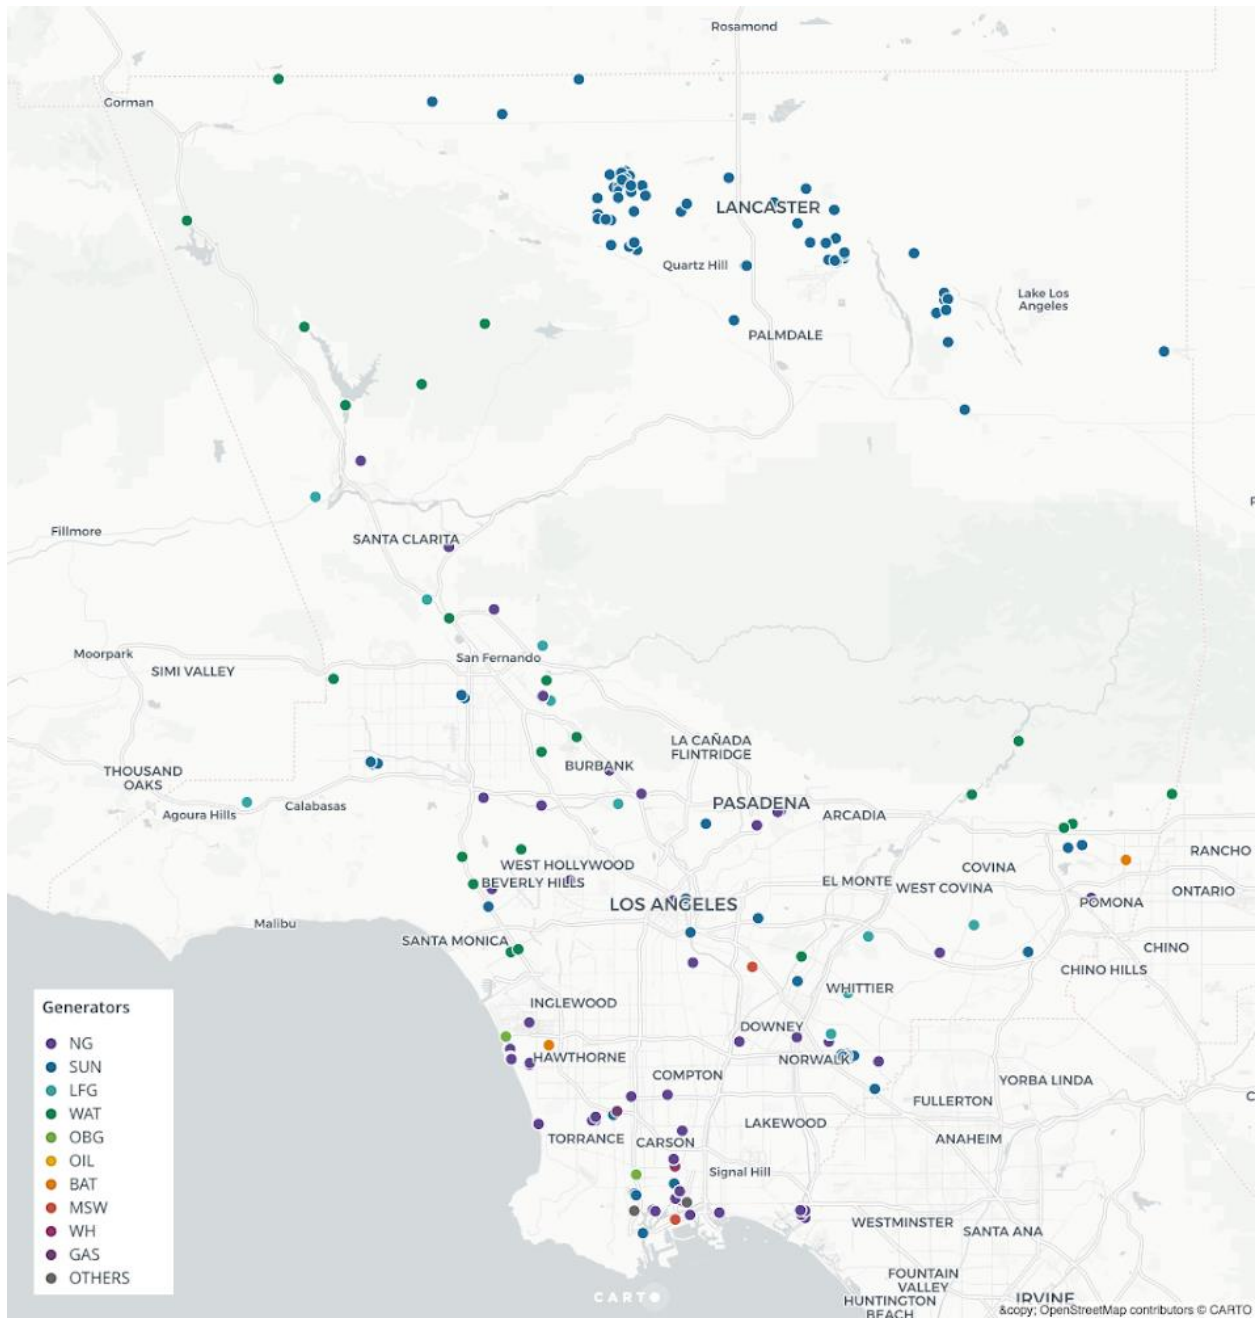 Rosamond
Gorman
LANCASTER
Quartz Hill
Lake Los
Angeles
PALMDALE
Fillmore
SANTA CLARITA
Moorpark
San Fernando
SIMI VALLEY
LA CAÑADA
FLINTRIDGE
THOUSAND
OAKS
BURBANK
Agoura Hills
Calabasas
PASADENA
ARCADIA
WEST HOLLYWOOD
COVINA
RANCHO
BEVERLY HILLS
EL MONTE
WEST COVINA
ONTARIO
LOS ANGELES
POMONA
Malibu
SANTA MONICA
CHINO
CHINO HILLS
WHITTIER
INGLEWOOD
DOWNEY
HAWTHORNE
NORWALK
COMPTON
YORBA LINDA
FULLERTON
LAKEWOOD
TORRANCE
CARSON
ANAHEIM
Signal Hill
WESTMINSTER
SANTA ANA
FOUNTAIN
VALLEY
HUNTINGTON
BEACH
IRVINE
Generators
NG
SUN
LFG
WAT
OBG
OIL
BAT
MSW
WH
GAS
OTHERS
CARTO
&copy; OpenStreetMap contributors © CARTO